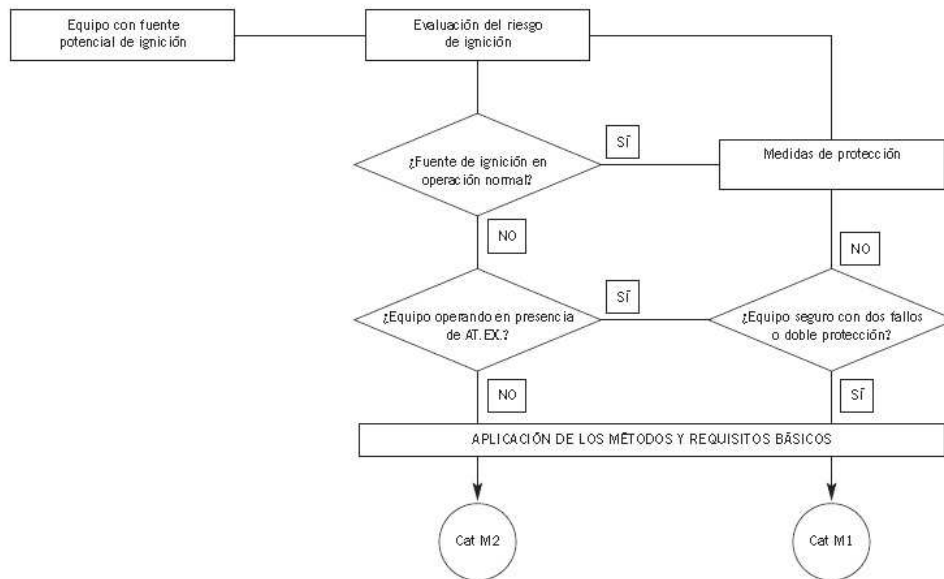 Equipo con fuente
potencial de ignición
Evaluación del riesgo
de ignición
SÍ
¿Fuente de ignición en
operación normal?
Medidas de protección
NO
NO
SÍ
¿Equipo operando en presencia
de AT.EX.?
¿Equipo seguro con dos fallos
o doble protección?
NO
SÍ
APLICACIÓN DE LOS MÉTODOS Y REQUISITOS BÁSICOS
Cat M2
Cat M1